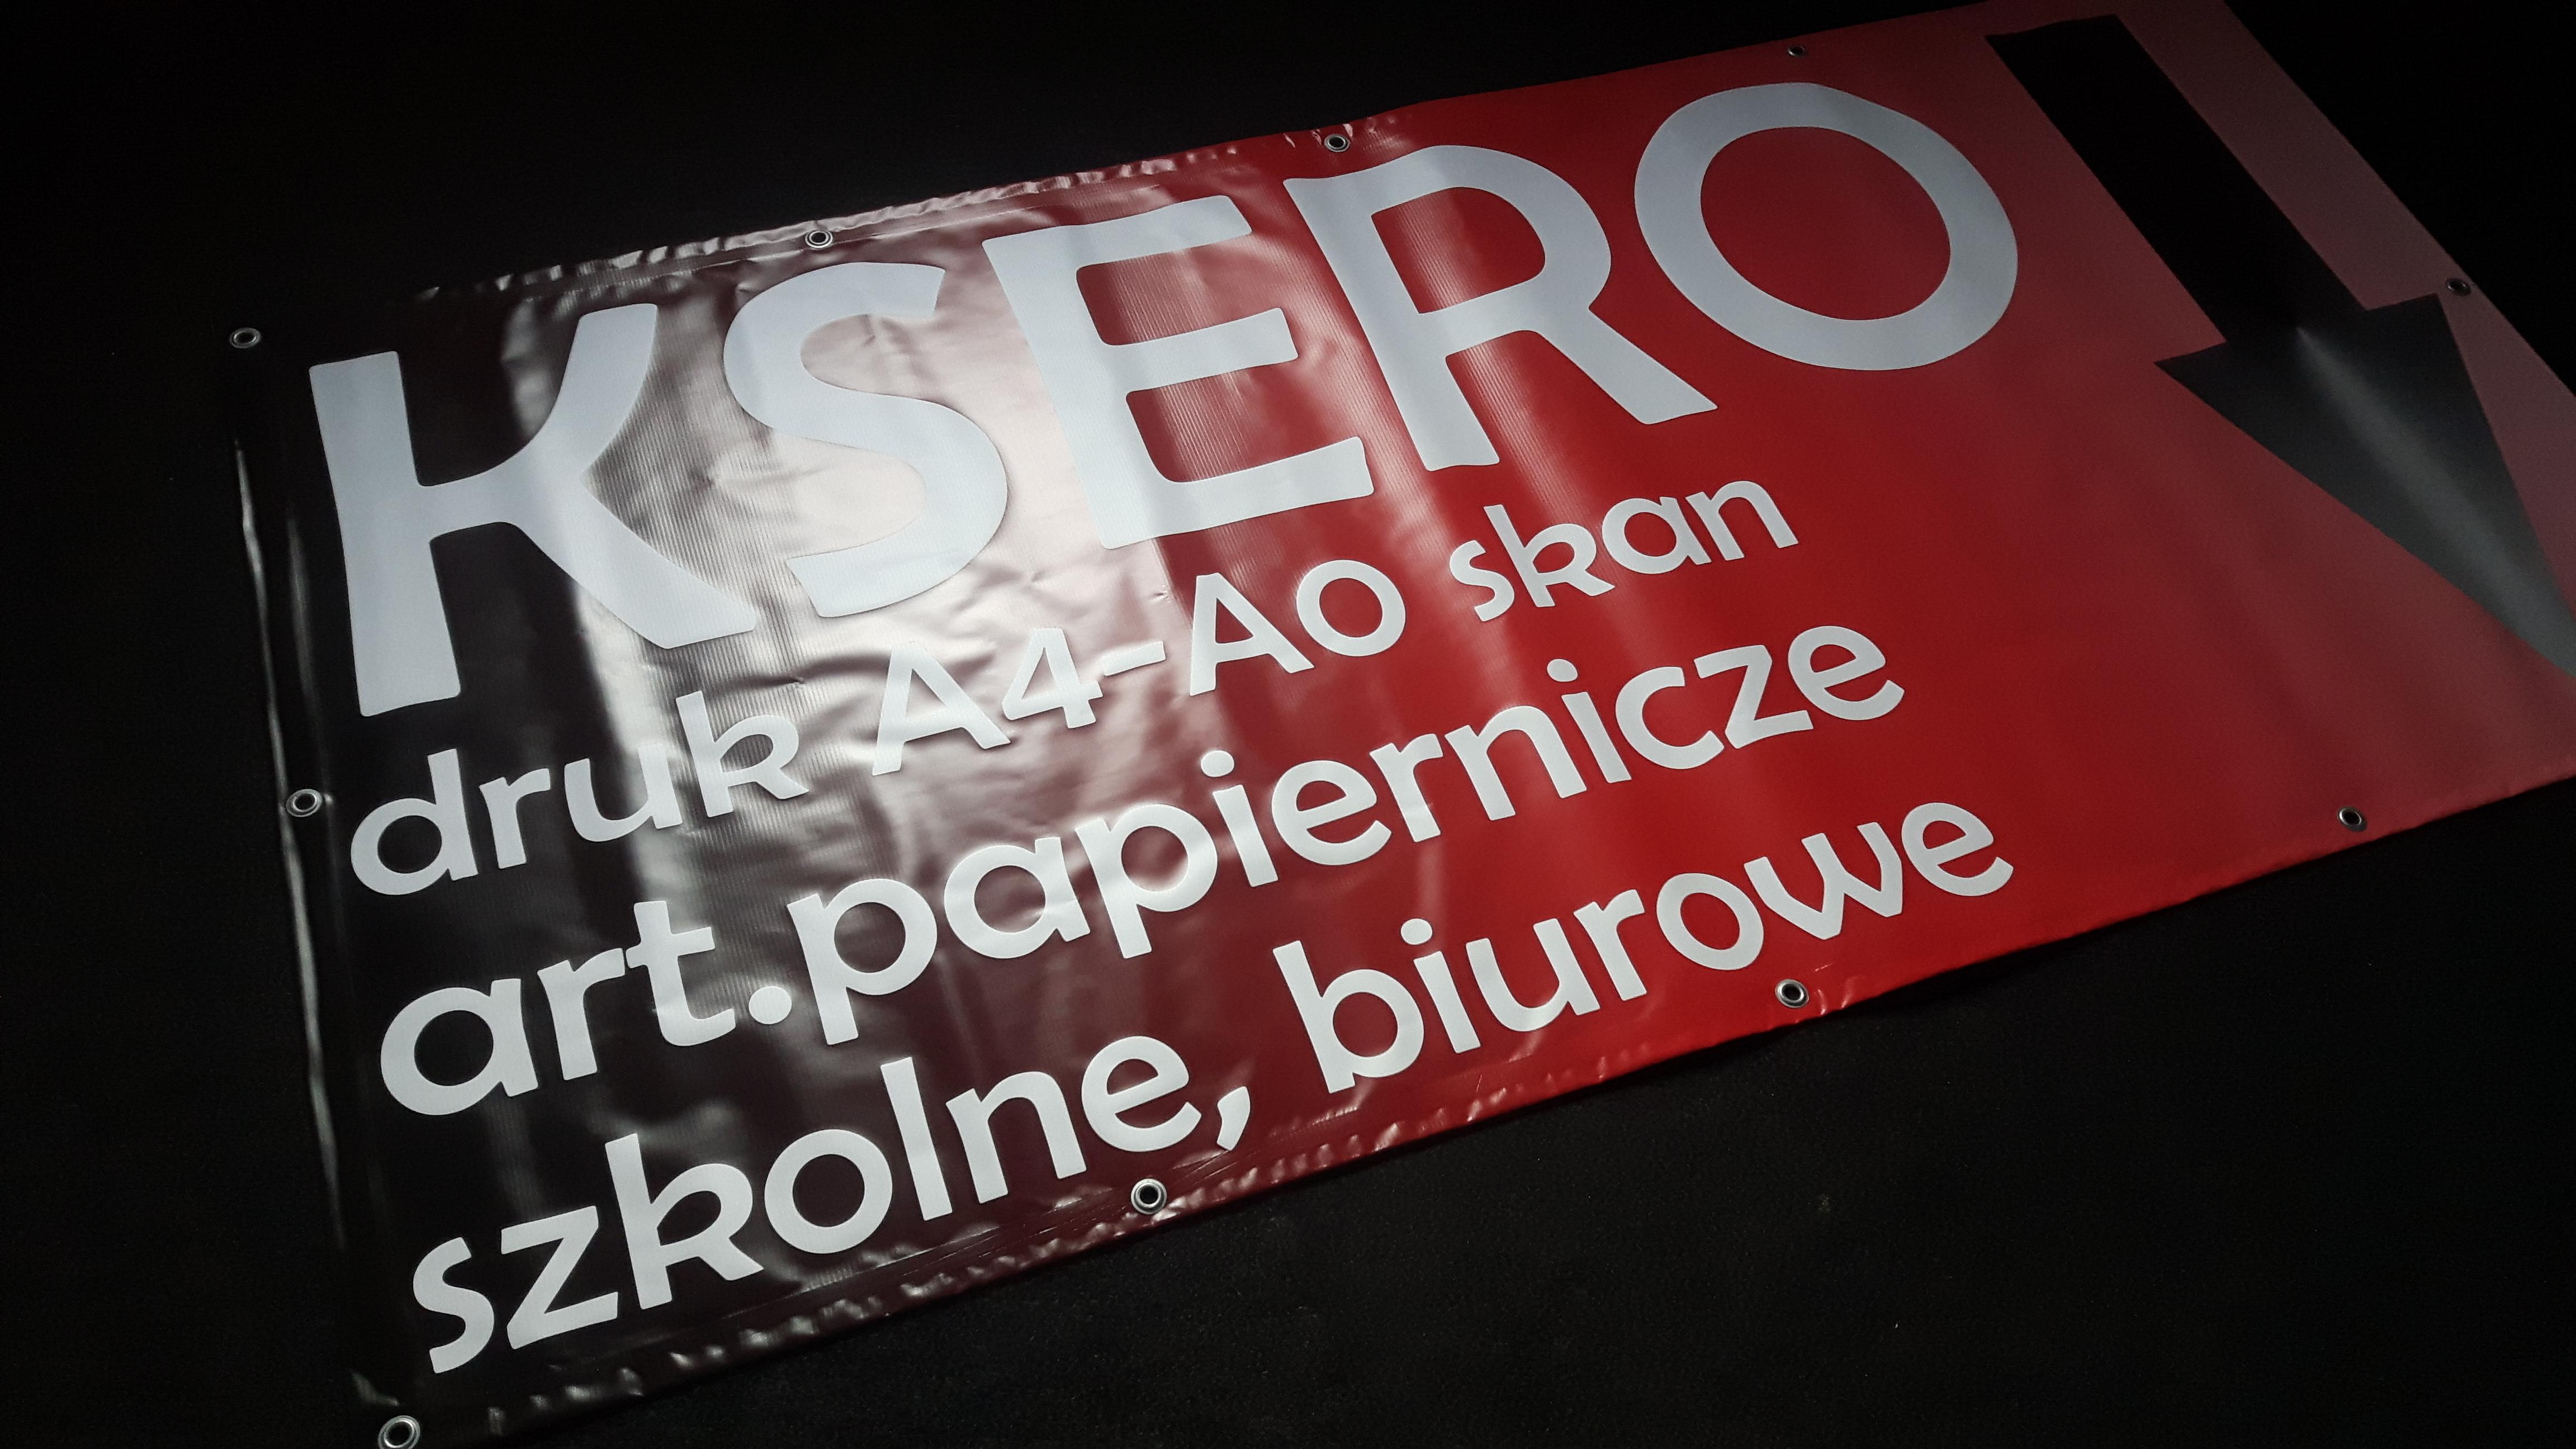 KSERO
druk A4-A0 skan
art.papiernicze
szkolne, biurowe